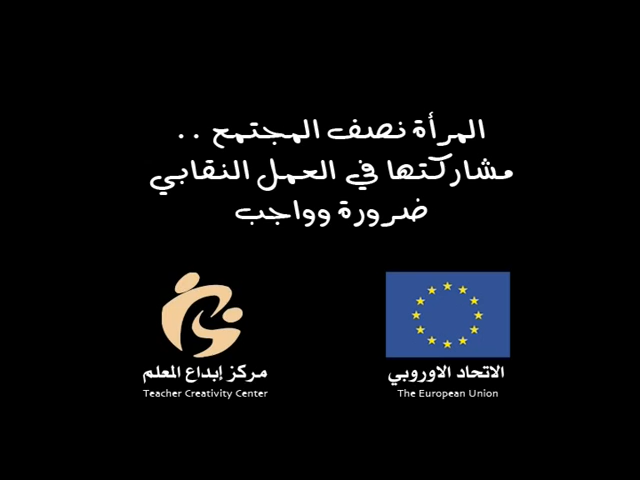 المرأة نصف المجتمع ..
مشاركتها في العمل النقابي
ضرورة وواجب
الاتحاد الاوروبي
The European Union
مركز إبداع المعلم
Teacher Creativity Center